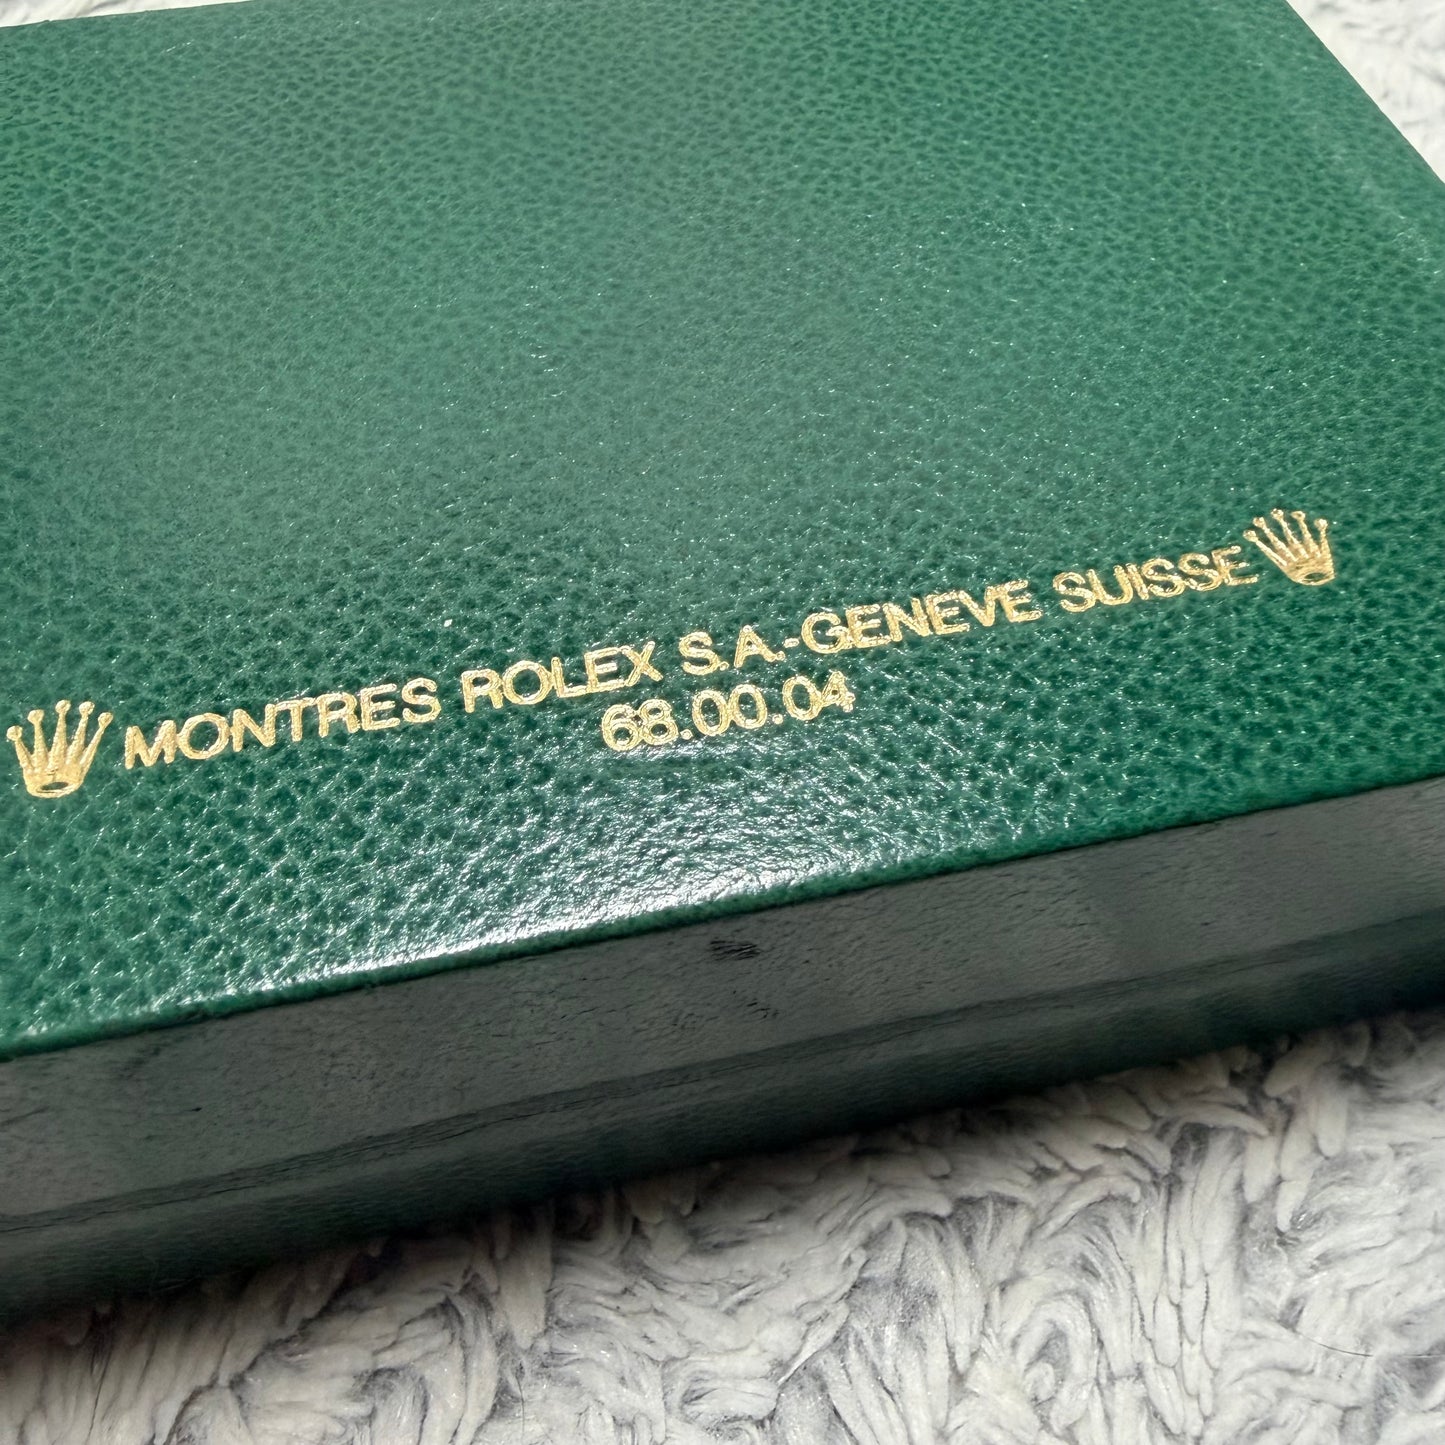 MONTRES ROLEX S.A.-GENEVE SUISSE
68.00.04